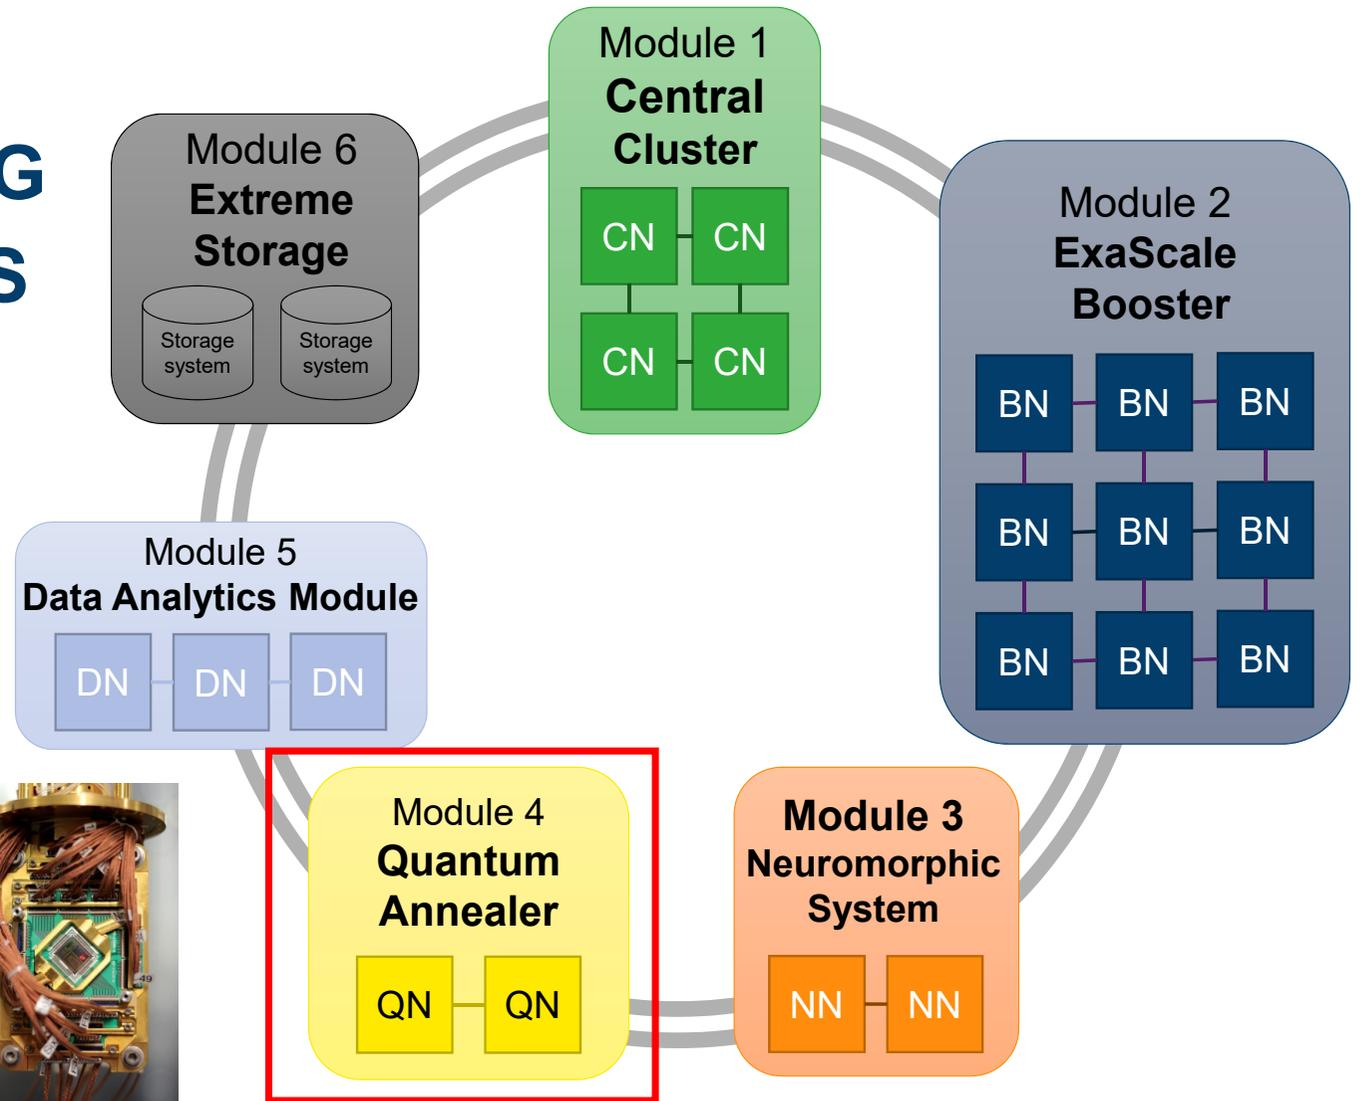 G
S
Module 1
Central
Cluster
CN CN
CN CN
Module 6
Extreme
Storage
Storage
system
Storage
system
Module 2
ExaScale
Booster
BN BN BN
BN BN BN
BN BN BN
Module 5
Data Analytics Module
DN DN DN
Module 4
Quantum
Annealer
QN QN
Module 3
Neuromorphic
System
NN NN
49